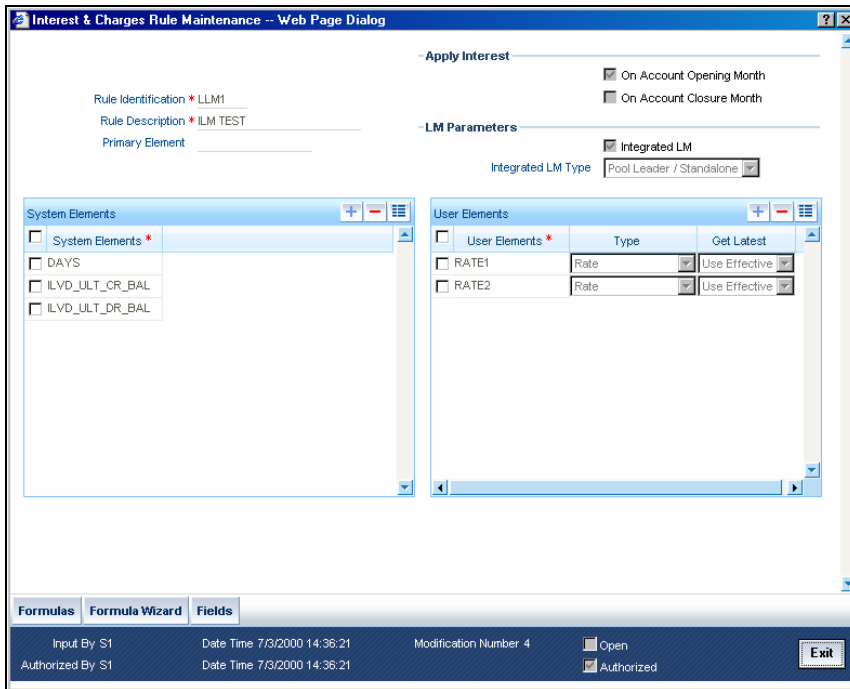 Interest & Charges Rule Maintenance -- Web Page Dialog
Apply Interest
On Account Opening Month
On Account Closure Month
Rule Identification * LLM1
Rule Description * ILM TEST
Primary Element
LM Parameters
Integrated LM
Integrated LM Type Pool Leader / Standalone
System Elements
System Elements *
DAYS
ILVD_ULT_CR_BAL
ILVD_ULT_DR_BAL
User Elements
User Elements * Type Get Latest
RATE1 Rate Use Effective
RATE2 Rate Use Effective
Formulas Formula Wizard Fields
Input By S1 Date Time 7/3/2000 14:36:21 Modification Number 4 Open
Authorized By S1 Date Time 7/3/2000 14:36:21 Authorized
Exit